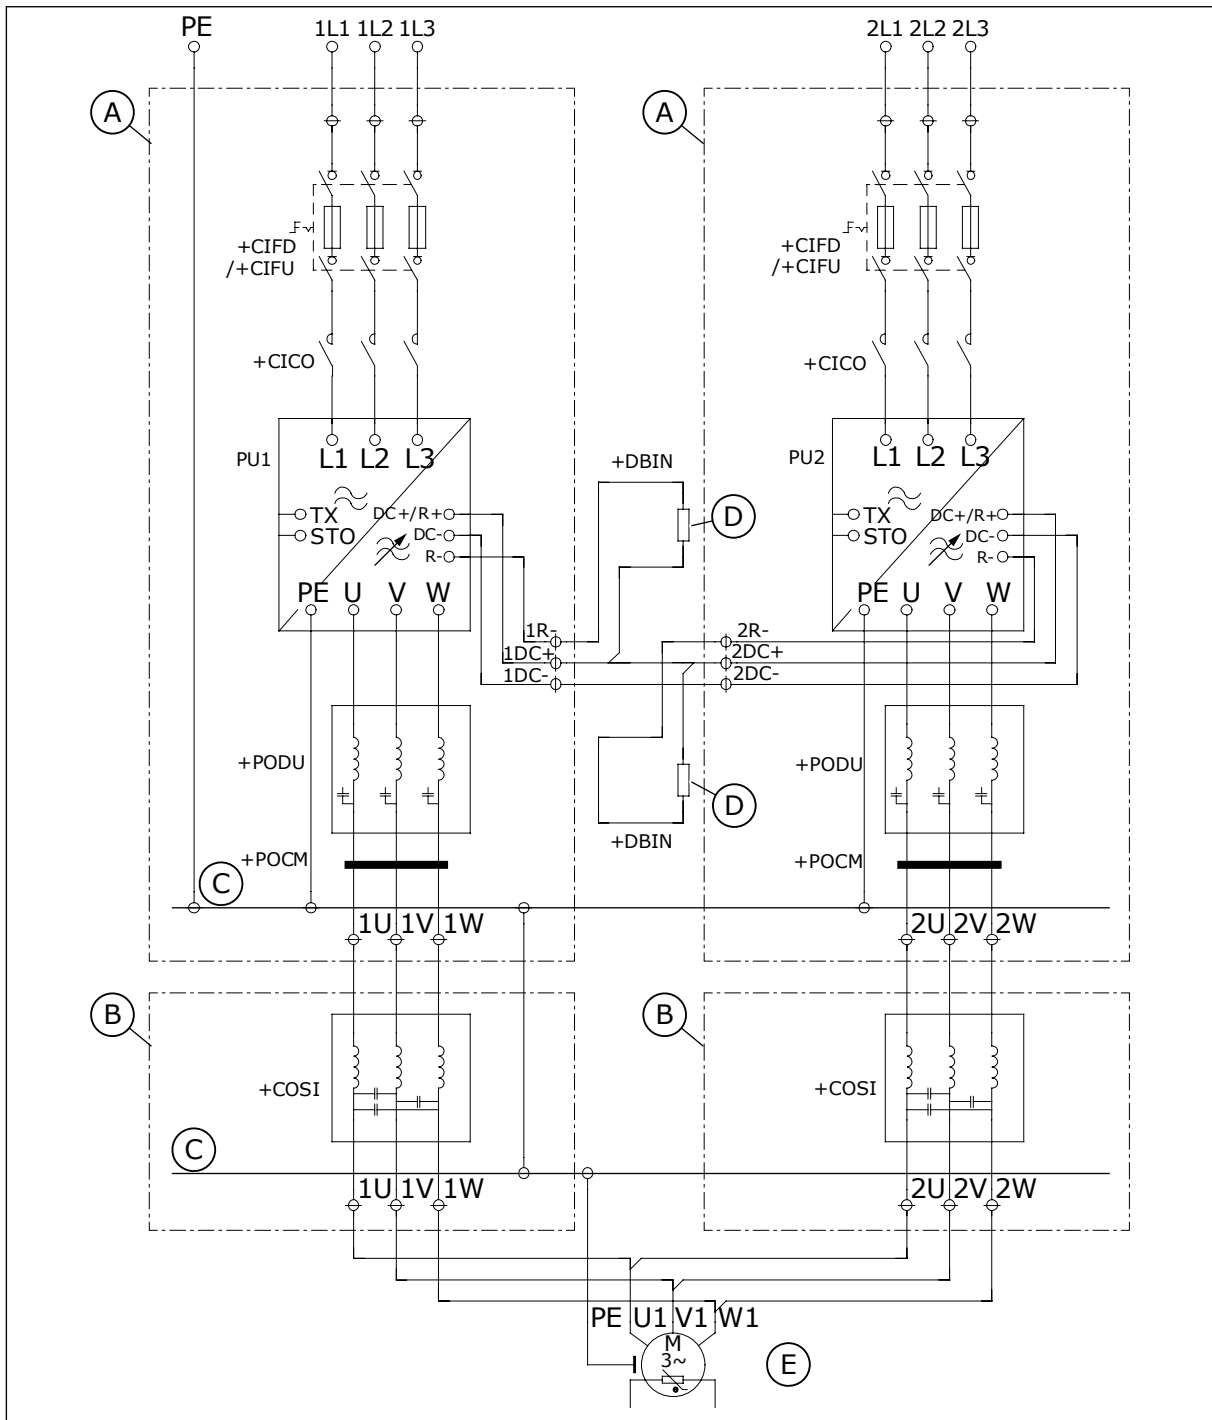 PE 1L1 1L2 1L3 2L1 2L2 2L3
A A
+CIFD
/+CIFU
+CIFD
/+CIFU
+CICO +CICO
PU1 L1 L2 L3
+DBIN
PU2 L1 L2 L3
TX DC+/R+
STO DC-
R-
D
TX DC+/R+
STO DC-
R-
PE U V W
PE U V W
1R- 2R-
1DC+ 2DC+
1DC- 2DC-
+PODU +PODU
D
+DBIN
+POCM +POCM
C
1U 1V 1W 2U 2V 2W
B B
+COSI +COSI
C
1U 1V 1W 2U 2V 2W
PE U1 V1 W1
M
3~
E